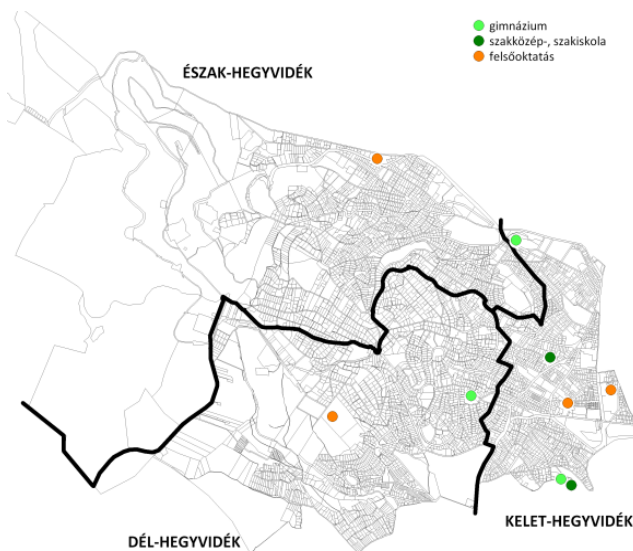 gimnázium
szakközép-, szakiskola
felsőoktatás
ÉSZAK-HEGYVIDÉK
KELET-HEGYVIDÉK
DÉL-HEGYVIDÉK